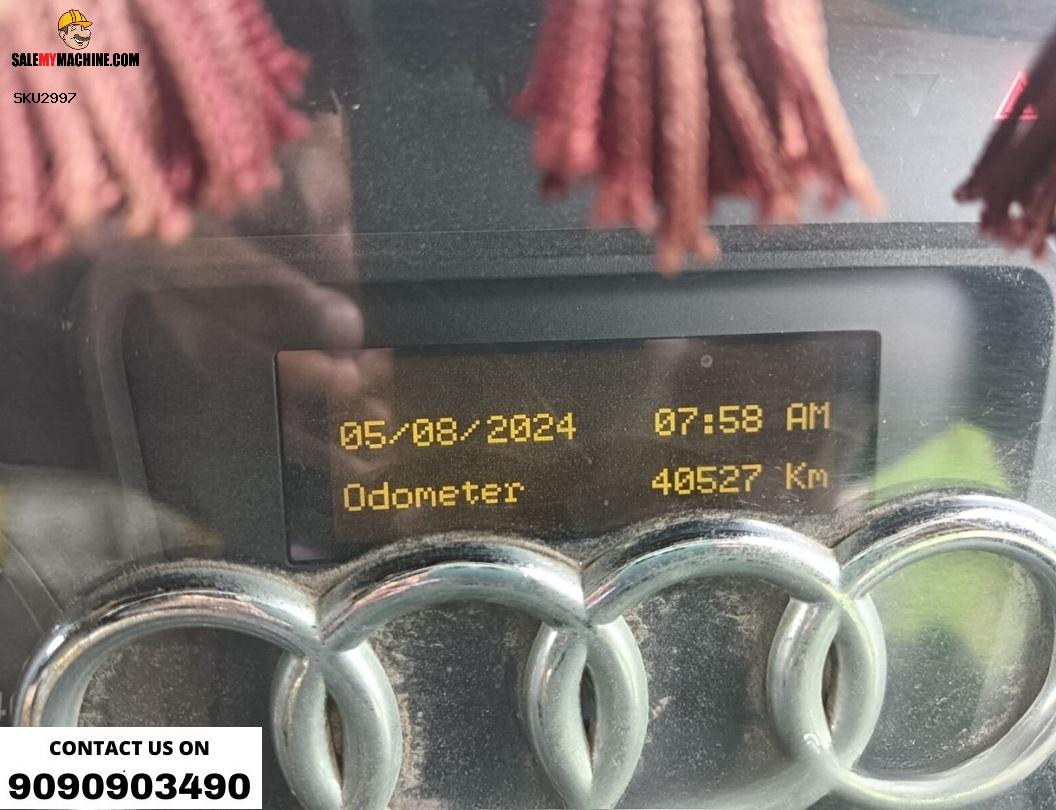 SALEMYMACHINE.COM
SKU2997
05/08/2024 07:58 AM
Odometer 40527 Km
CONTACT US ON
9090903490